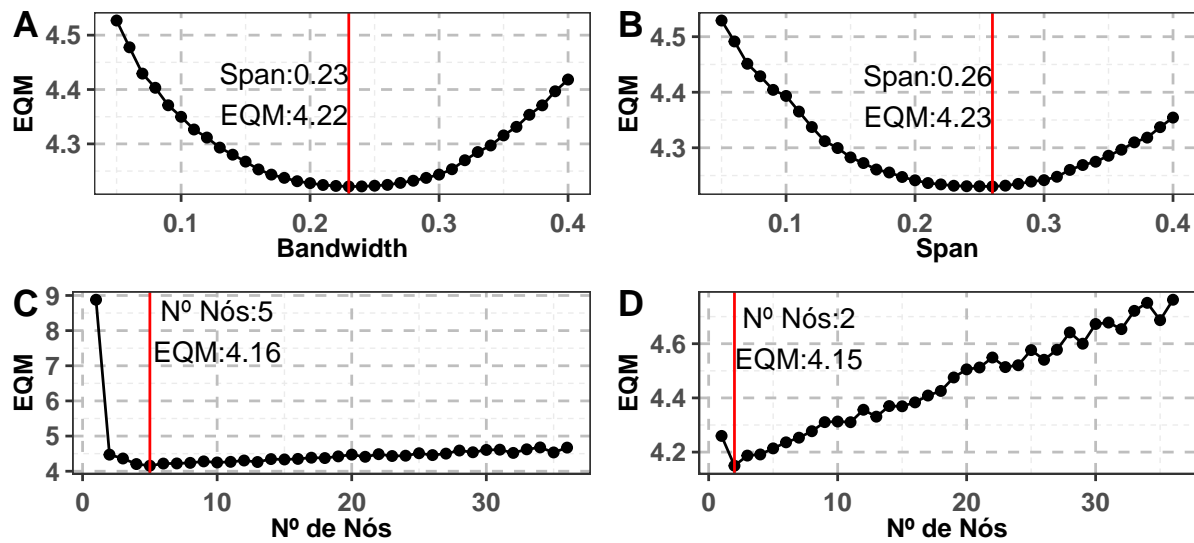 A
EQM
4.5
4.4
4.3
Span:0.23
EQM:4.22
0.1 0.2 0.3 0.4
Bandwidth
B
EQM
4.5
4.4
4.3
Span:0.26
EQM:4.23
0.1 0.2 0.3 0.4
Span
C
EQM
9
8
7
6
5
4
Nº Nós:5
EQM:4.16
0 10 20 30
Nº de Nós
D
EQM
4.6
4.4
4.2
Nº Nós:2
EQM:4.15
0 10 20 30
Nº de Nós